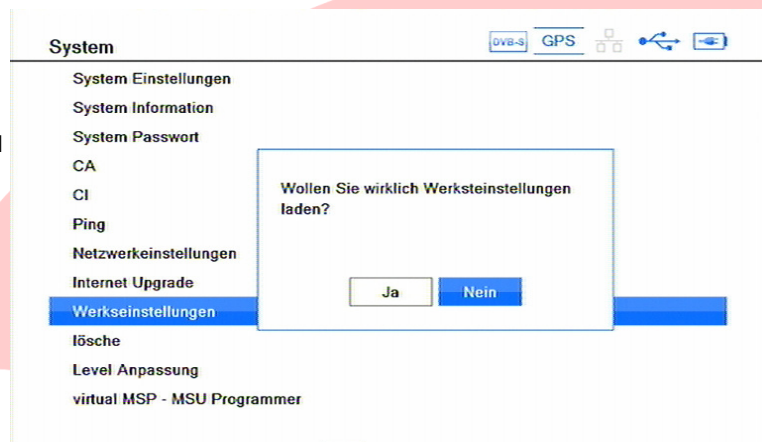 System
DVB-S GPS
System Einstellungen
System Information
System Passwort
CA
CI
Ping
Netzwerkeinstellungen
Internet Upgrade
Werkseinstellungen
lösche
Level Anpassung
virtual MSP - MSU Programmer
Wollen Sie wirklich Werksteinstellungen
laden?
Ja Nein